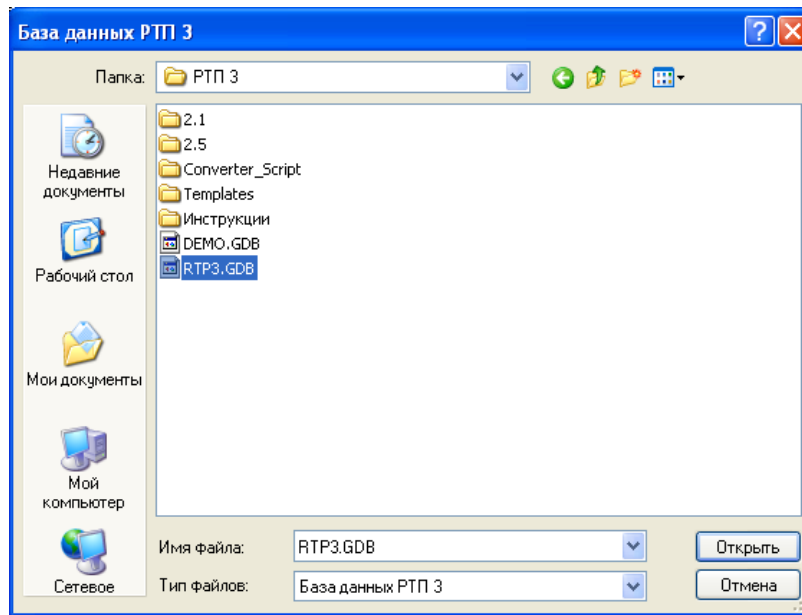 База данных РТП 3
Папка:
РТП 3
2.1
2.5
Converter_Script
Templates
Инструкции
DEMO.GDB
RTP3.GDB
Недавние
документы
Рабочий стол
Мои документы
Мой
компьютер
Сетевое
Имя файла:
RTP3.GDB
Открыть
Тип файлов:
База данных РТП 3
Отмена